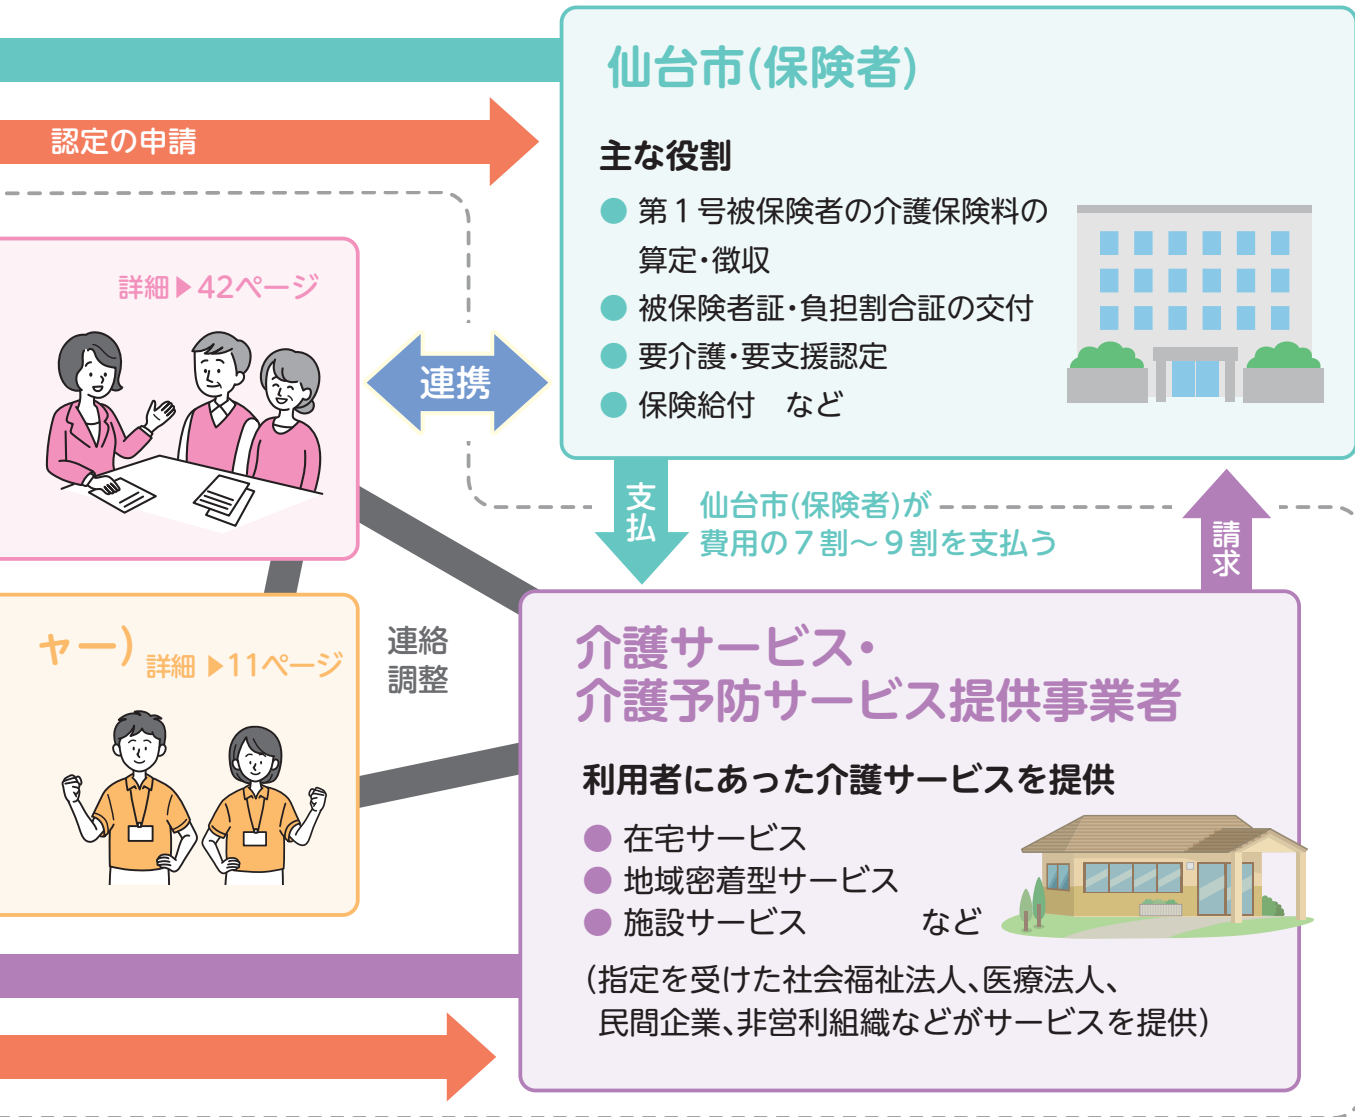 仙台市(保険者)
認定の申請
主な役割
● 第１号被保険者の介護保険料の
算定・徴収
● 被保険者証・負担割合証の交付
● 要介護・要支援認定
● 保険給付　など
詳細▶42ページ
連携
支払
仙台市(保険者)が
費用の７割～９割を支払う
請求
ャー) 詳細 ▶11ページ
連絡
調整
介護サービス・
介護予防サービス提供事業者
利用者にあった介護サービスを提供
● 在宅サービス
● 地域密着型サービス
● 施設サービス　　　など
(指定を受けた社会福祉法人、医療法人、
民間企業、非営利組織などがサービスを提供)